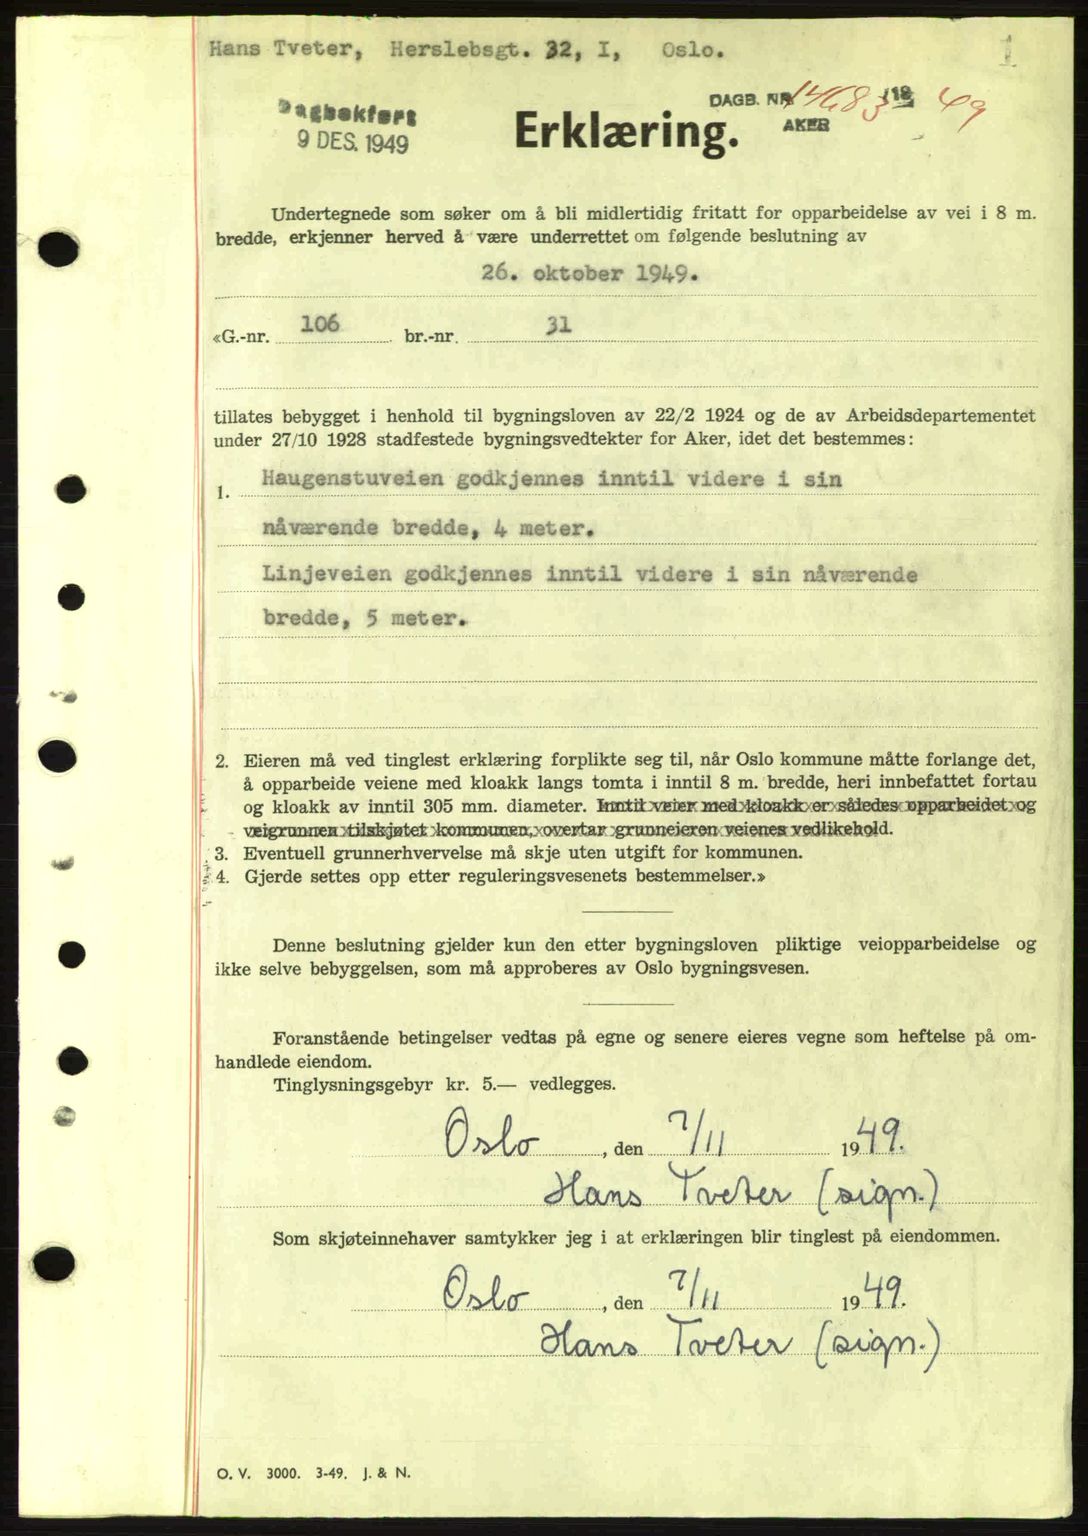 Hans Tveter, Herslebsgt. 32, I, Oslo.
1
Dagbokført
9 DES. 1949
DAGB. NR. 14683 19 49
AKER
Erklæring.
Undertegnede som søker om å bli midlertidig fritatt for opparbeidelse av vei i 8 m.
bredde, erkjenner herved å være underrettet om følgende beslutning av
26. oktober 1949.
«G.-nr. 106 br.-nr. 31
tillates bebygget i henhold til bygningsloven av 22/2 1924 og de av Arbeidsdepartementet
under 27/10 1928 stadfestede bygningsvedtekter for Aker, idet det bestemmes:
1. Haugenstuveien godkjennes inntil videre i sin
nåværende bredde, 4 meter.
Linjeveien godkjennes inntil videre i sin nåværende
bredde, 5 meter.
2. Eieren må ved tinglest erklæring forplikte seg til, når Oslo kommune måtte forlange det,
å opparbeide veiene med kloakk langs tomta i inntil 8 m. bredde, heri innbefattet fortau
og kloakk av inntil 305 mm. diameter. Inntil veier med kloakk er således opparbeidet og
veigrunnen tilskjøtet kommunen, overtar grunneieren veienes vedlikehold.
3. Eventuell grunnerhvervelse må skje uten utgift for kommunen.
4. Gjerde settes opp etter reguleringsvesenets bestemmelser.»
Denne beslutning gjelder kun den etter bygningsloven pliktige veiopparbeidelse og
ikke selve bebyggelsen, som må approberes av Oslo bygningsvesen.
Foranstående betingelser vedtas på egne og senere eieres vegne som heftelse på om-
handlede eiendom.
Tinglysningsgebyr kr. 5.— vedlegges.
Oslo, den 7/11 1949.
Hans Tveter (sign.)
Som skjøteinnehaver samtykker jeg i at erklæringen blir tinglest på eiendommen.
Oslo, den 7/11 1949.
Hans Tveter (sign.)
O. V. 3000. 3-49. J. & N.